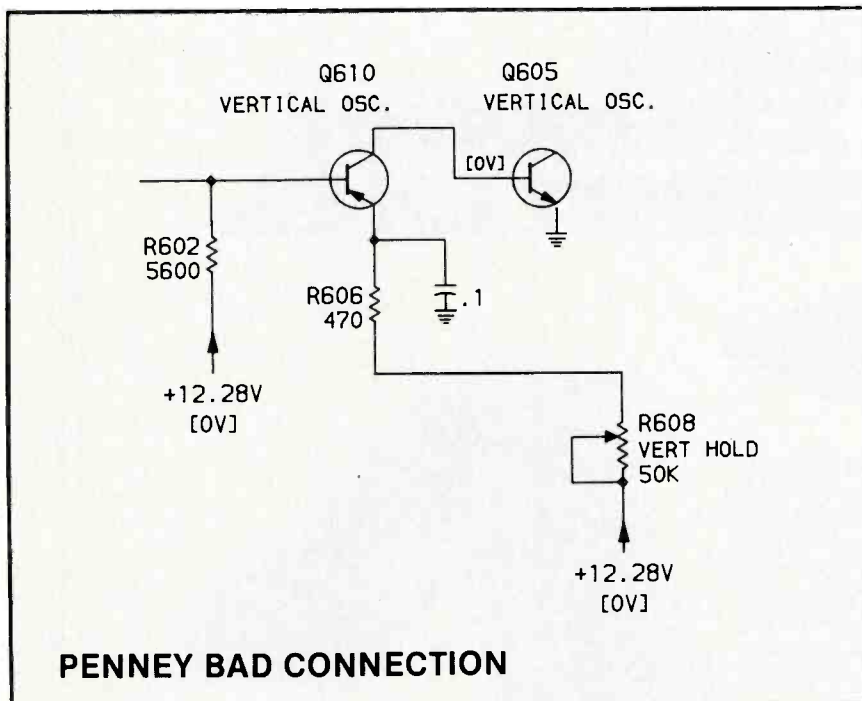 Q610
VERTICAL OSC.
Q605
VERTICAL OSC.
[0V]
R602
5600
R606
470
.1
+12.28V
[0V]
R608
VERT HOLD
50K
+12.28V
[0V]
PENNEY BAD CONNECTION